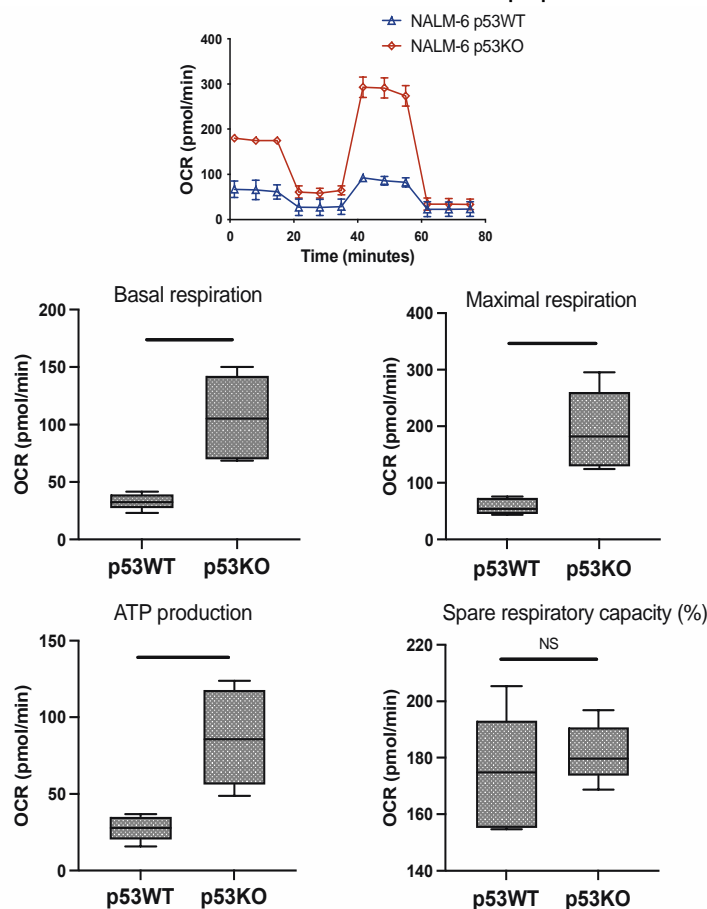 NALM-6 p53WT
NALM-6 p53KO
OCR (pmol/min)
400
300
200
100
0
0 20 40 60 80
Time (minutes)
Basal respiration
OCR (pmol/min)
200
150
100
50
0
p53WT p53KO
Maximal respiration
OCR (pmol/min)
400
300
200
100
0
p53WT p53KO
ATP production
OCR (pmol/min)
150
100
50
0
p53WT p53KO
Spare respiratory capacity (%)
NS
OCR (pmol/min)
220
200
180
160
140
p53WT p53KO